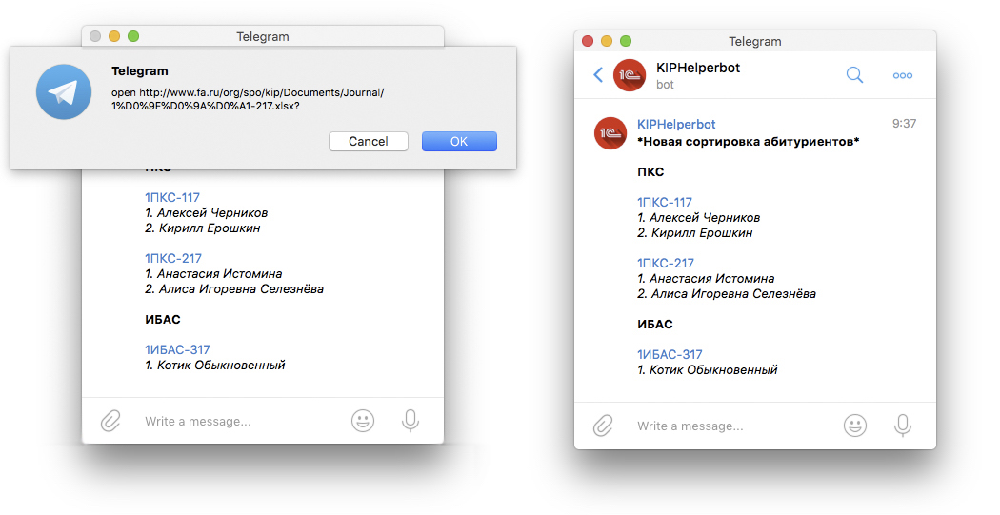 Telegram
Telegram
open http://www.fa.ru/org/spo/kip/Documents/Journal/
1%D0%9F%D0%9A%D0%A1-217.xlsx?
Cancel
OK
ПКС
1ПКС-117
1. Алексей Черников
2. Кирилл Ерошкин
1ПКС-217
1. Анастасия Истомина
2. Алиса Игоревна Селезнёва
ИБАС
1ИБАС-317
1. Котик Обыкновенный
Write a message...
Telegram
1C
KIPHelperbot
bot
1C
KIPHelperbot
9:37
*Новая сортировка абитуриентов*
ПКС
1ПКС-117
1. Алексей Черников
2. Кирилл Ерошкин
1ПКС-217
1. Анастасия Истомина
2. Алиса Игоревна Селезнёва
ИБАС
1ИБАС-317
1. Котик Обыкновенный
Write a message...